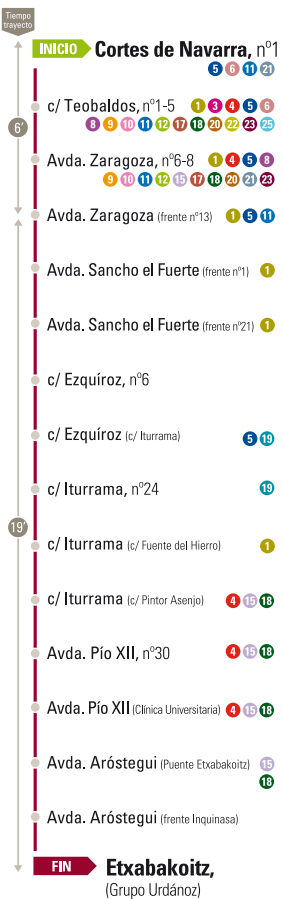 Tiempo
trayecto
INICIO Cortes de Navarra, nº1
5 6 11 21
c/ Teobaldos, nº1-5 1 3 4 5 6
8 9 10 11 12 17 18 20 22 23 25
6'
Avda. Zaragoza, nº6-8 1 4 5 8
9 10 11 12 15 17 18 20 21 23
Avda. Zaragoza (frente nº13) 1 5 11
Avda. Sancho el Fuerte (frente nº1) 1
Avda. Sancho el Fuerte (frente nº21) 1
c/ Ezquíroz, nº6
c/ Ezquíroz (c/ Iturrama) 5 19
c/ Iturrama, nº24 19
19'
c/ Iturrama (c/ Fuente del Hierro) 1
c/ Iturrama (c/ Pintor Asenjo) 4 15 18
Avda. Pío XII, nº30 4 15 18
Avda. Pío XII (Clínica Universitaria) 4 15 18
Avda. Aróstegui (Puente Etxabakoitz) 15
18
Avda. Aróstegui (frente Inquinasa)
FIN Etxabakoitz,
(Grupo Urdánoz)